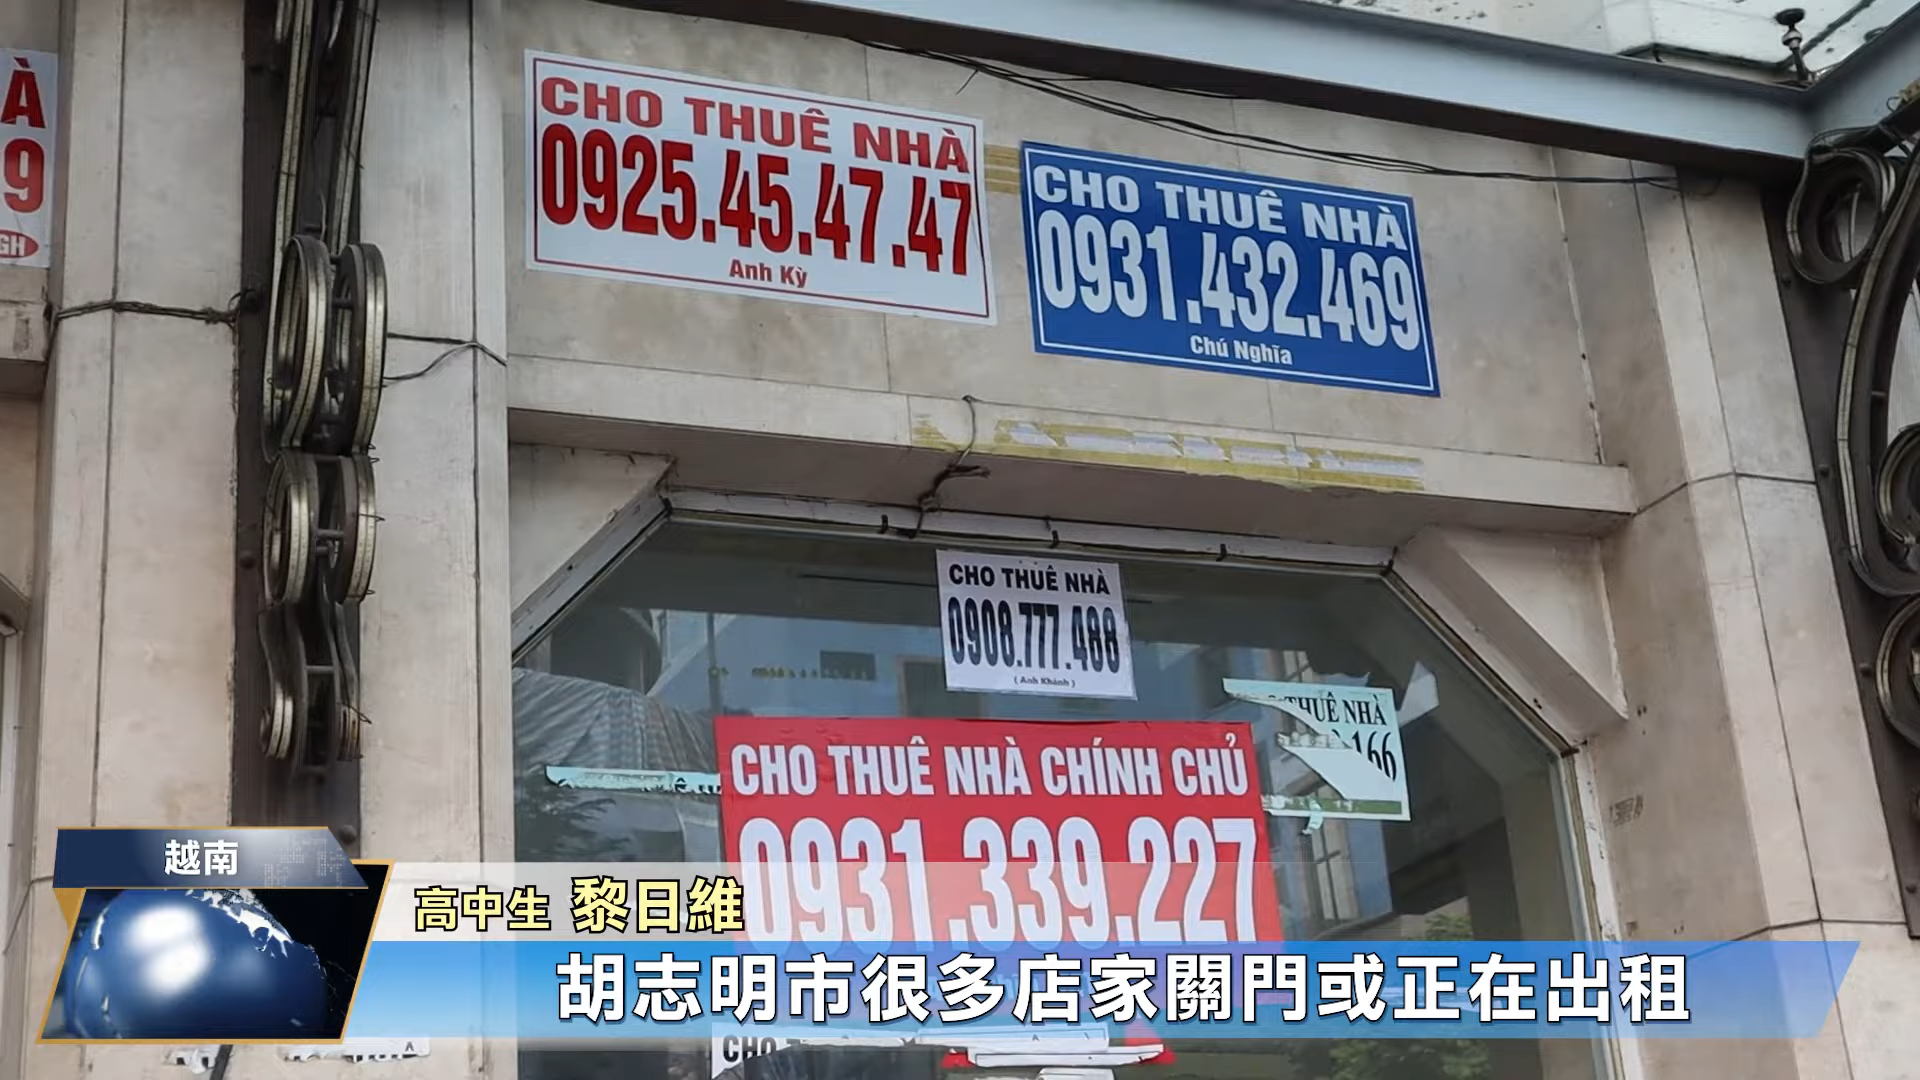 À
9
GH
CHO THUÊ NHÀ
0925.45.47.47
Anh Kỳ
CHO THUÊ NHÀ
0931.432.469
Chú Nghĩa
CHO THUÊ NHÀ
0908.777.488
( Anh Khánh )
THUÊ NHÀ
166
CHO THUÊ NHÀ CHÍNH CHỦ
0931.339.227
CHO
越南
高中生 黎日維
胡志明市很多店家關門或正在出租